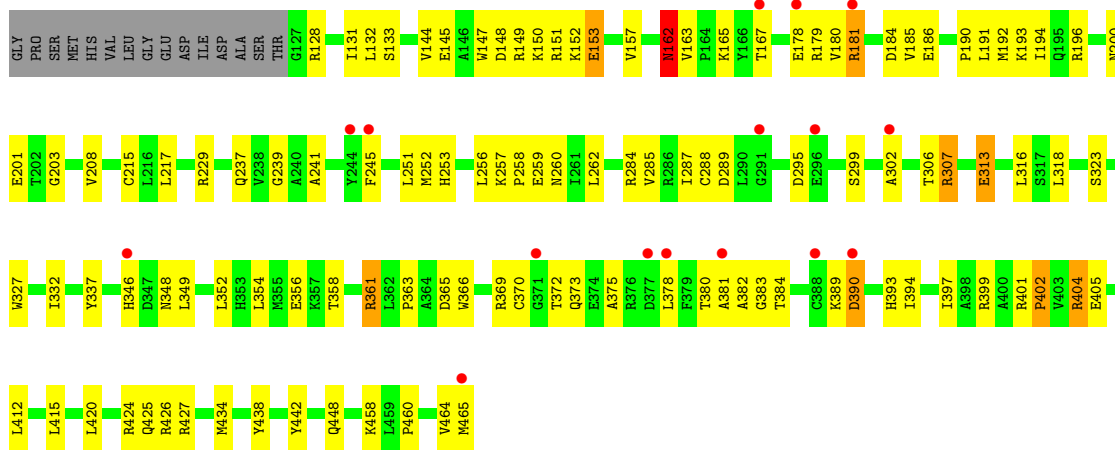 GLY PRO SER MET HIS VAL LEU GLY GLU ASP ILE ASP ALA SER THR G127 R128 I131 L132 S133 V144 E145 A146 W147 D148 R149 K150 R151 K152 E153 V157 N162 V163 P164 K165 Y166 T167 E178 R179 V180 R181 D184 V185 E186 P190 L191 M192 K193 I194 Q195 R196 N200
E201 T202 G203 V208 C215 L216 L217 R229 Q237 V238 G239 A240 A241 Y244 F245 L251 M252 H253 L256 K257 P258 E259 N260 I261 L262 R284 V285 R286 I287 C288 D289 L290 G291 D295 E296 S299 A302 T306 R307 E313 L316 S317 L318 S323
W327 I332 Y337 H346 D347 N348 L349 L352 H353 L354 M355 E356 K357 T358 R361 L362 P363 A364 D365 W366 R369 C370 G371 T372 Q373 E374 A375 R376 D377 L378 F379 T380 A381 A382 G383 T384 C388 K389 D390 H393 I394 I397 A398 R399 A400 R401 P402 V403 R404 E405
L412 L415 L420 R424 Q425 R426 R427 M434 Y438 Y442 Q448 K458 L459 P460 V464 M465